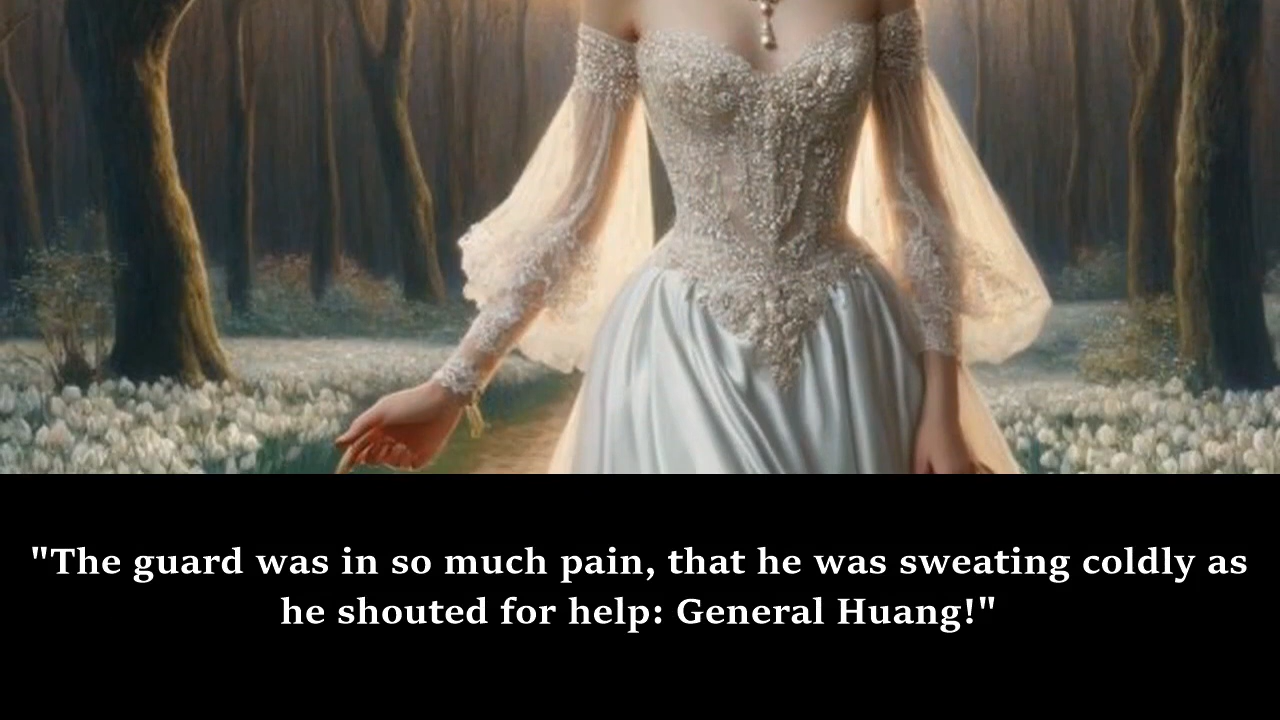 "The guard was in so much pain, that he was sweating coldly as
he shouted for help: General Huang!"